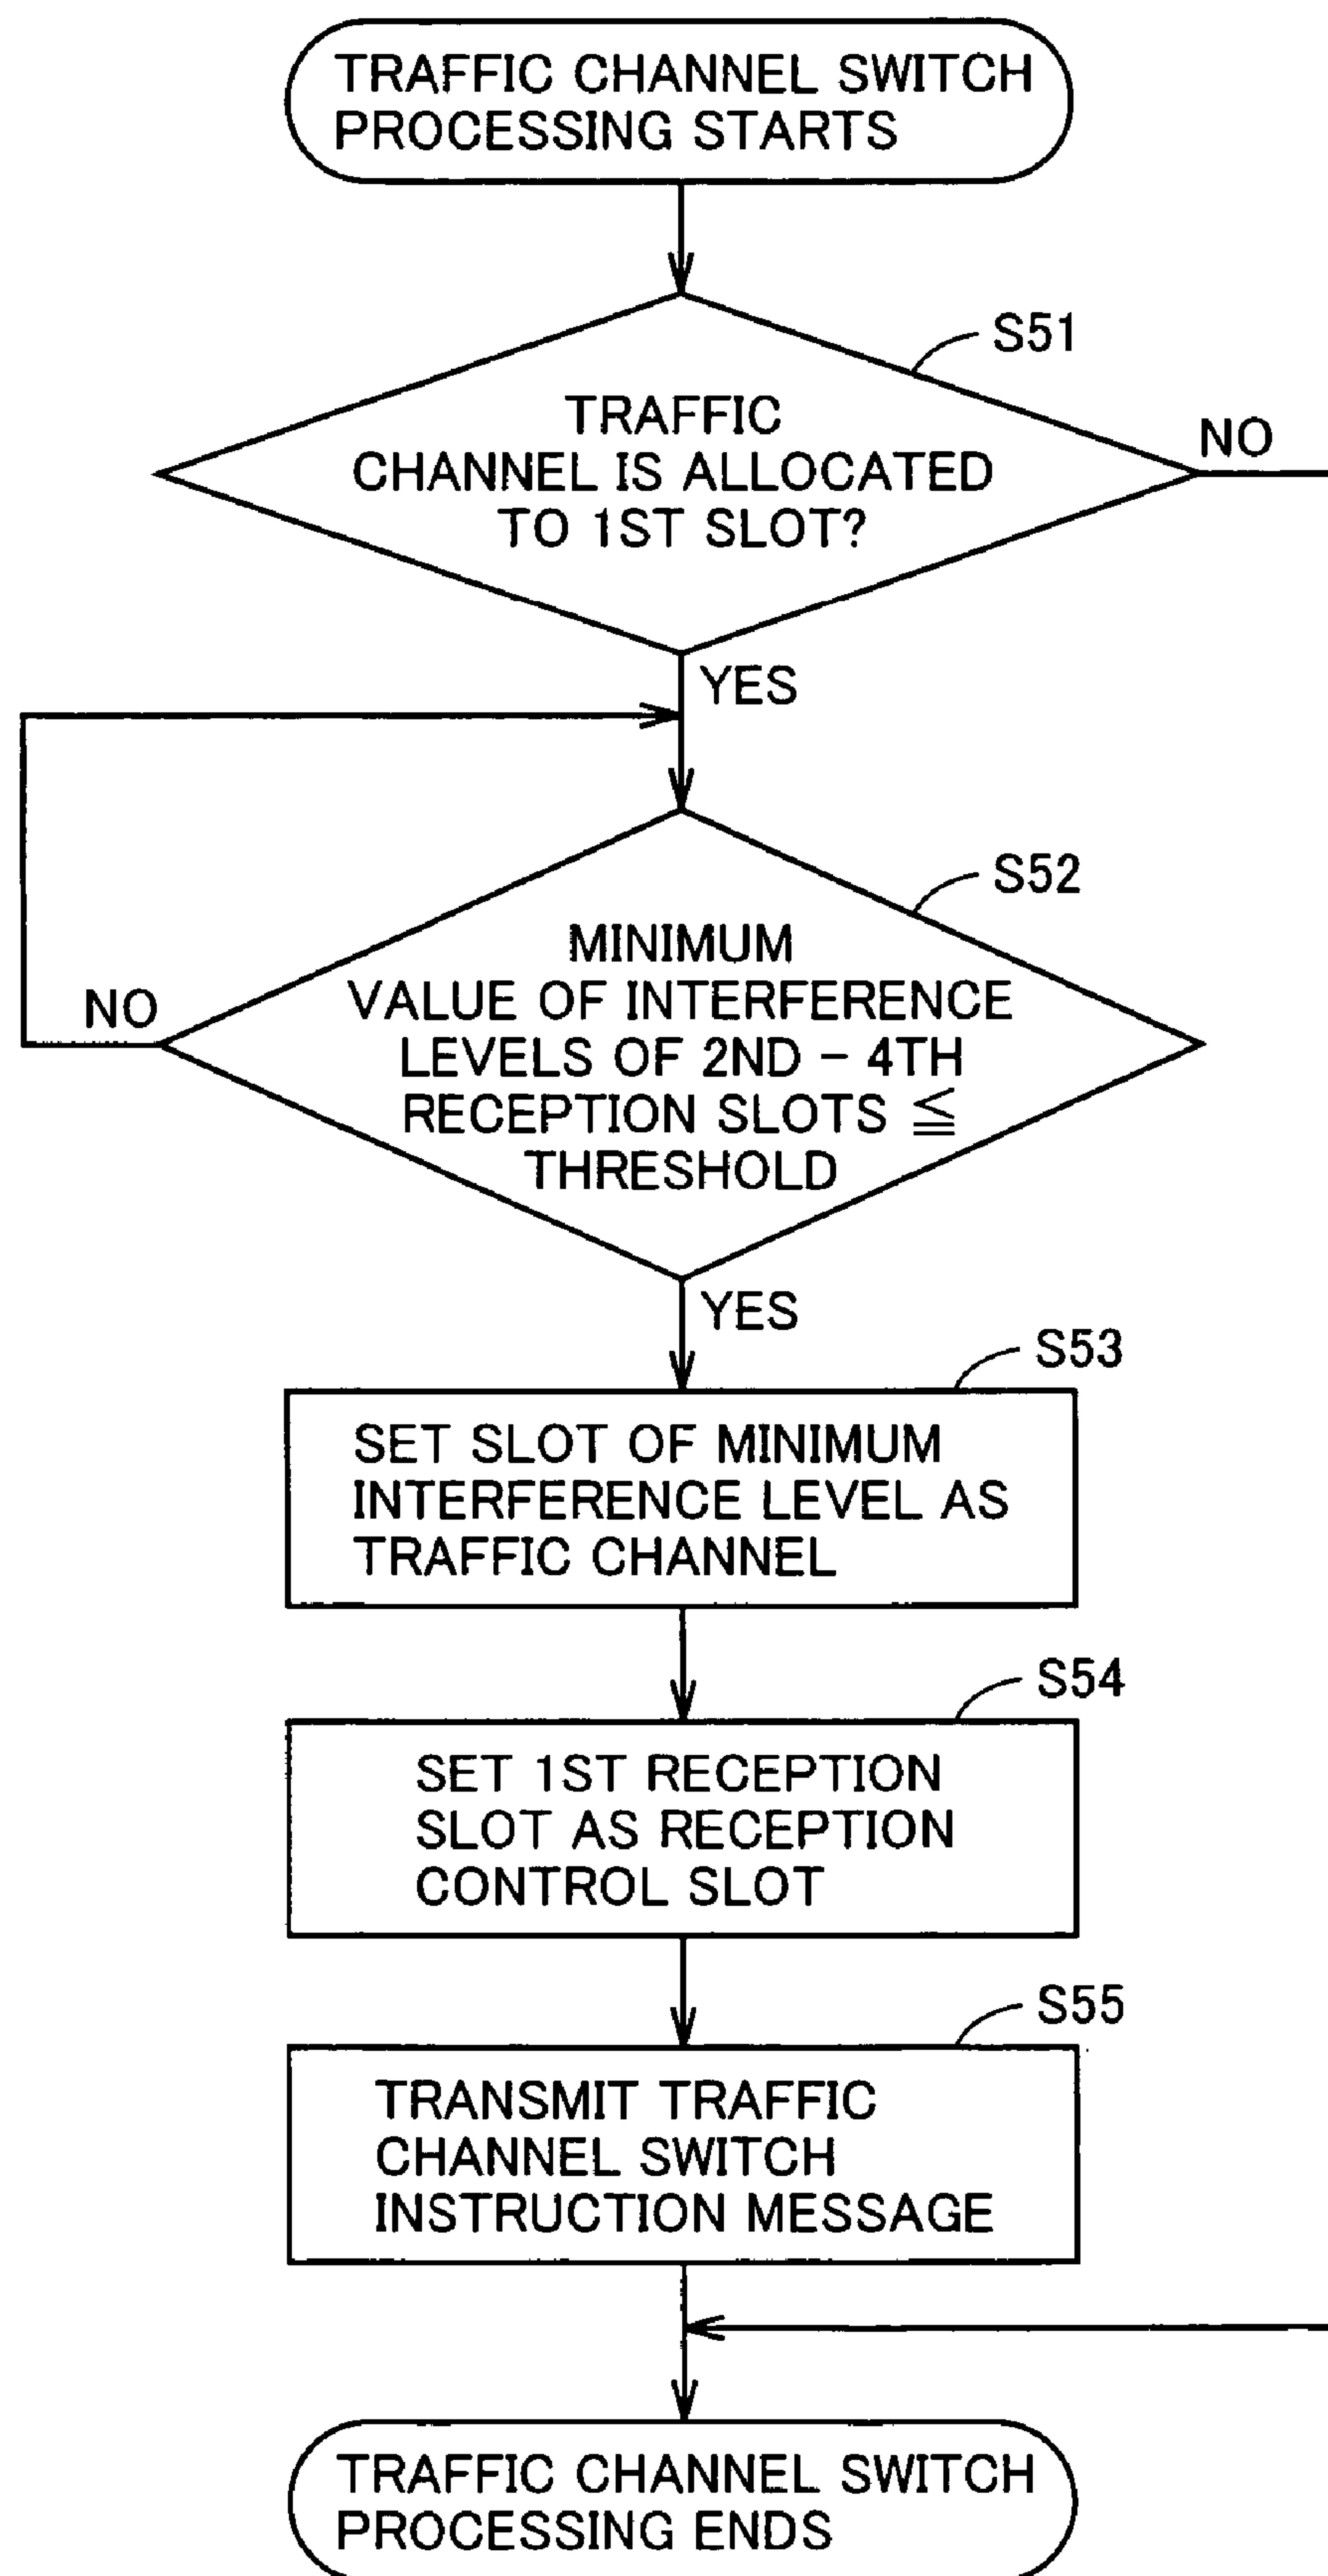 TRAFFIC CHANNEL SWITCH
PROCESSING STARTS
S51
TRAFFIC
CHANNEL IS ALLOCATED
TO 1ST SLOT?
NO
YES
S52
MINIMUM
VALUE OF INTERFERENCE
LEVELS OF 2ND – 4TH
RECEPTION SLOTS ≦
THRESHOLD
NO
YES
S53
SET SLOT OF MINIMUM
INTERFERENCE LEVEL AS
TRAFFIC CHANNEL
S54
SET 1ST RECEPTION
SLOT AS RECEPTION
CONTROL SLOT
S55
TRANSMIT TRAFFIC
CHANNEL SWITCH
INSTRUCTION MESSAGE
TRAFFIC CHANNEL SWITCH
PROCESSING ENDS